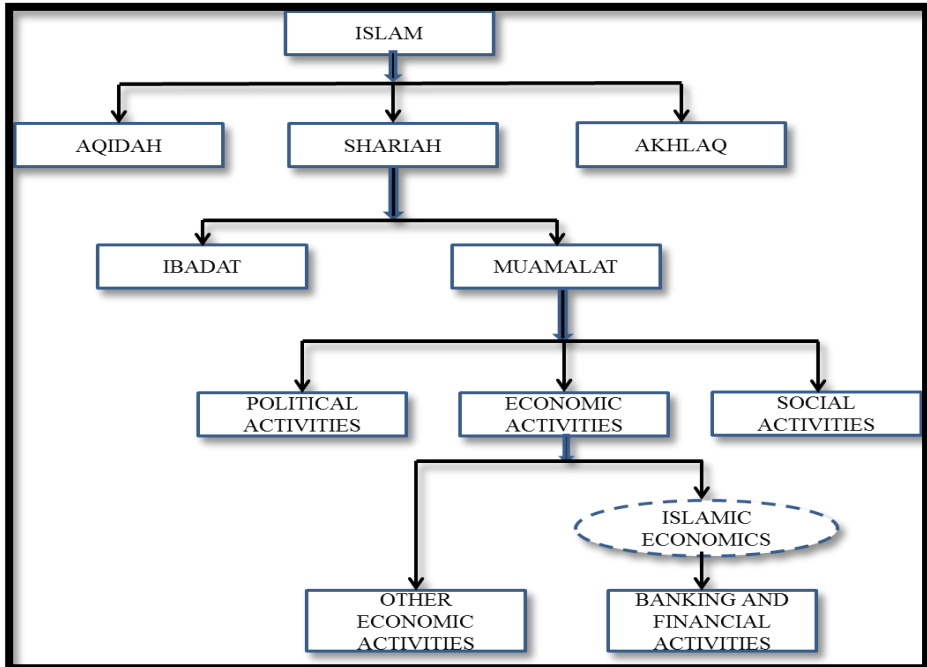 ISLAM
AQIDAH
SHARIAH
AKHLAQ
IBADAT
MUAMALAT
POLITICAL
ACTIVITIES
ECONOMIC
ACTIVITIES
SOCIAL
ACTIVITIES
ISLAMIC
ECONOMICS
OTHER
ECONOMIC
ACTIVITIES
BANKING AND
FINANCIAL
ACTIVITIES